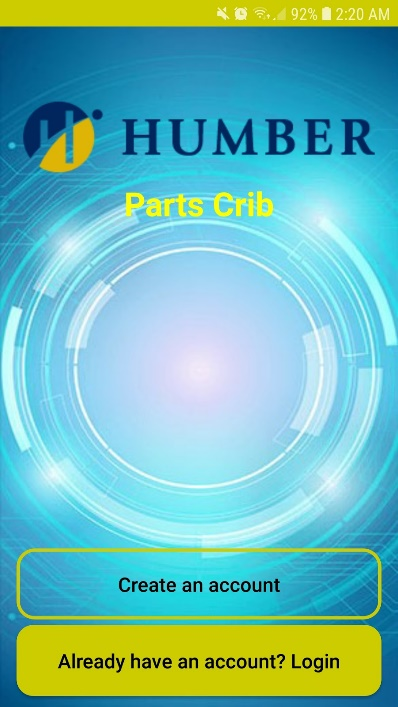 92% 2:20 AM
HUMBER
Parts Crib
Create an account
Already have an account? Login